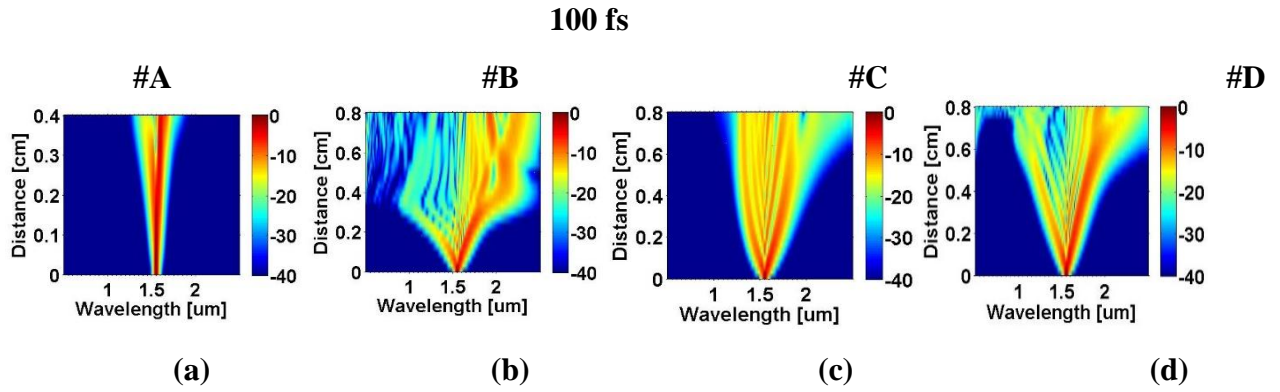 100 fs
#A #B #C #D
0.4 0.3 0.2 0.1 0
Distance [cm]
1 1.5 2
Wavelength [um]
0 -10 -20 -30 -40
0.8 0.6 0.4 0.2 0
Distance [cm]
1 1.5 2
Wavelength [um]
0 -10 -20 -30 -40
0.8 0.6 0.4 0.2 0
Distance [cm]
1 1.5 2
Wavelength [um]
0 -10 -20 -30 -40
0.8 0.6 0.4 0.2 0
Distance [cm]
1 1.5 2
Wavelength [um]
0 -10 -20 -30 -40
(a) (b) (c) (d)